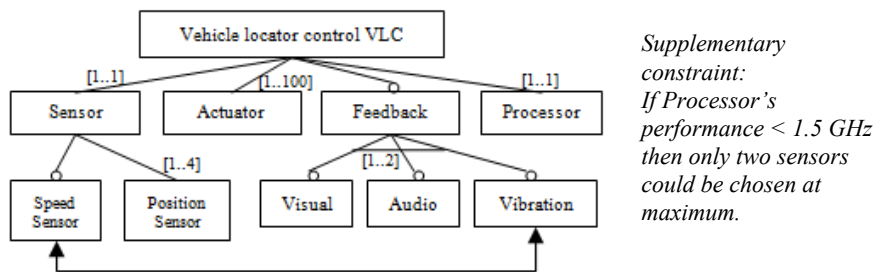 Vehicle locator control VLC
Supplementary
constraint:
If Processor's
performance < 1.5 GHz
then only two sensors
could be chosen at
maximum.
[1..1]
[1..100]
[1..1]
Sensor
Actuator
Feedback
Processor
[1..4]
[1..2]
Speed
Sensor
Position
Sensor
Visual
Audio
Vibration